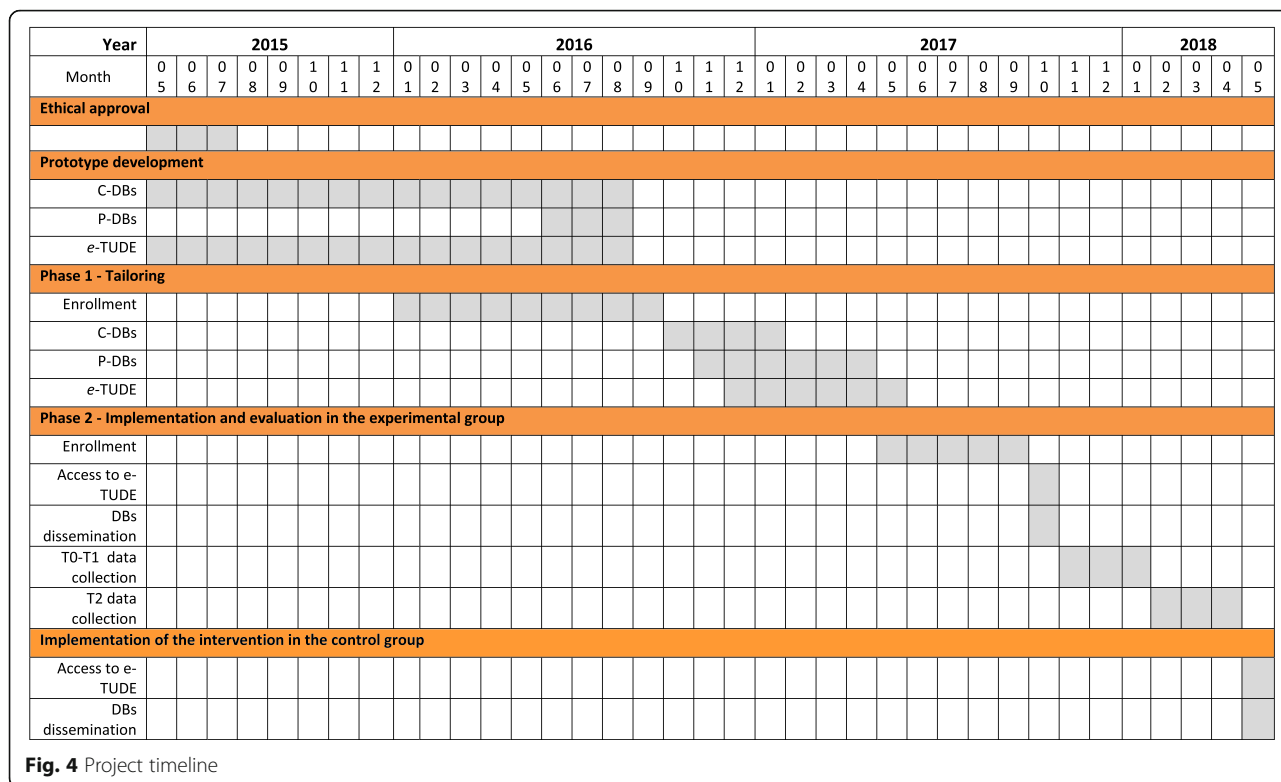 Year 2015 2016 2017 2018
Month 0 0 0 0 0 1 1 1 0 0 0 0 0 0 0 0 0 1 1 1 0 0 0 0 0 0 0 0 0 1 1 1 0 0 0 0 0
5 6 7 8 9 0 1 2 1 2 3 4 5 6 7 8 9 0 1 2 1 2 3 4 5 6 7 8 9 0 1 2 1 2 3 4 5
Ethical approval
Prototype development
C-DBs
P-DBs
e-TUDE
Phase 1 - Tailoring
Enrollment
C-DBs
P-DBs
e-TUDE
Phase 2 - Implementation and evaluation in the experimental group
Enrollment
Access to e-
TUDE
DBs
dissemination
T0-T1 data
collection
T2 data
collection
Implementation of the intervention in the control group
Access to e-
TUDE
DBs
dissemination
Fig. 4 Project timeline